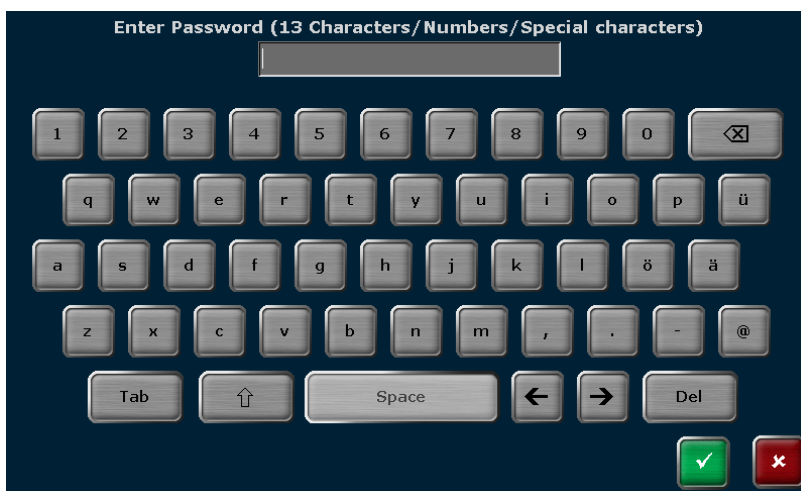 Enter Password (13 Characters/Numbers/Special characters)
1 2 3 4 5 6 7 8 9 0
q w e r t y u i o p ü
a s d f g h j k l ö ä
z x c v b n m , . - @
Tab Space Del